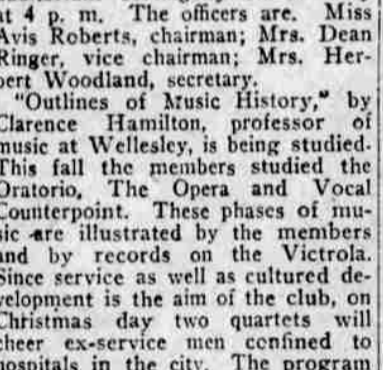 at 4 p. m. The officers are. Miss
Avis Roberts, chairman; Mrs. Dean
Ringer, vice chairman; Mrs. Her-
bert Woodland, secretary.
"Outlines of Music History," by
Clarence Hamilton, professor of
music at Wellesley, is being studied.
This fall the members studied the
Oratorio, The Opera and Vocal
Counterpoint. These phases of mu-
sic are illustrated by the members
and by records on the Victrola.
Since service as well as cultured de-
velopment is the aim of the club, on
Christmas day two quartets will
cheer ex-service men confined to
hospitals in the city. The program